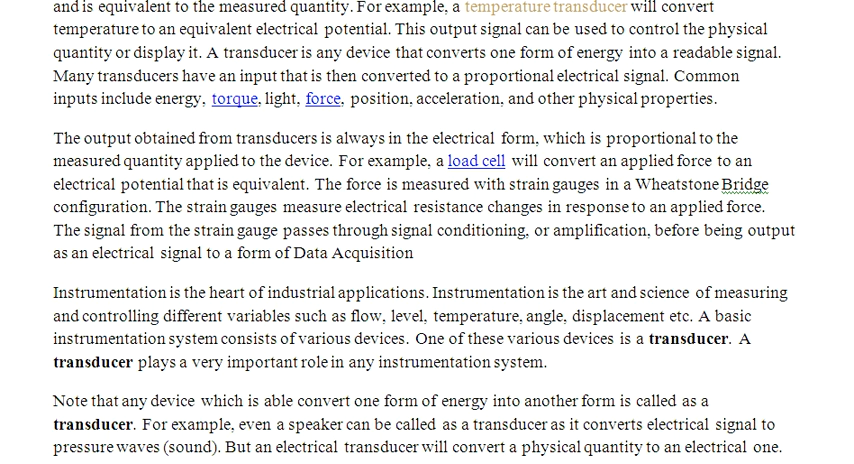 and is equivalent to the measured quantity. For example, a temperature transducer will convert
temperature to an equivalent electrical potential. This output signal can be used to control the physical
quantity or display it. A transducer is any device that converts one form of energy into a readable signal.
Many transducers have an input that is then converted to a proportional electrical signal. Common
inputs include energy, torque, light, force, position, acceleration, and other physical properties.
The output obtained from transducers is always in the electrical form, which is proportional to the
measured quantity applied to the device. For example, a load cell will convert an applied force to an
electrical potential that is equivalent. The force is measured with strain gauges in a Wheatstone Bridge
configuration. The strain gauges measure electrical resistance changes in response to an applied force.
The signal from the strain gauge passes through signal conditioning, or amplification, before being output
as an electrical signal to a form of Data Acquisition
Instrumentation is the heart of industrial applications. Instrumentation is the art and science of measuring
and controlling different variables such as flow, level, temperature, angle, displacement etc. A basic
instrumentation system consists of various devices. One of these various devices is a transducer. A
transducer plays a very important role in any instrumentation system.
Note that any device which is able convert one form of energy into another form is called as a
transducer. For example, even a speaker can be called as a transducer as it converts electrical signal to
pressure waves (sound). But an electrical transducer will convert a physical quantity to an electrical one.